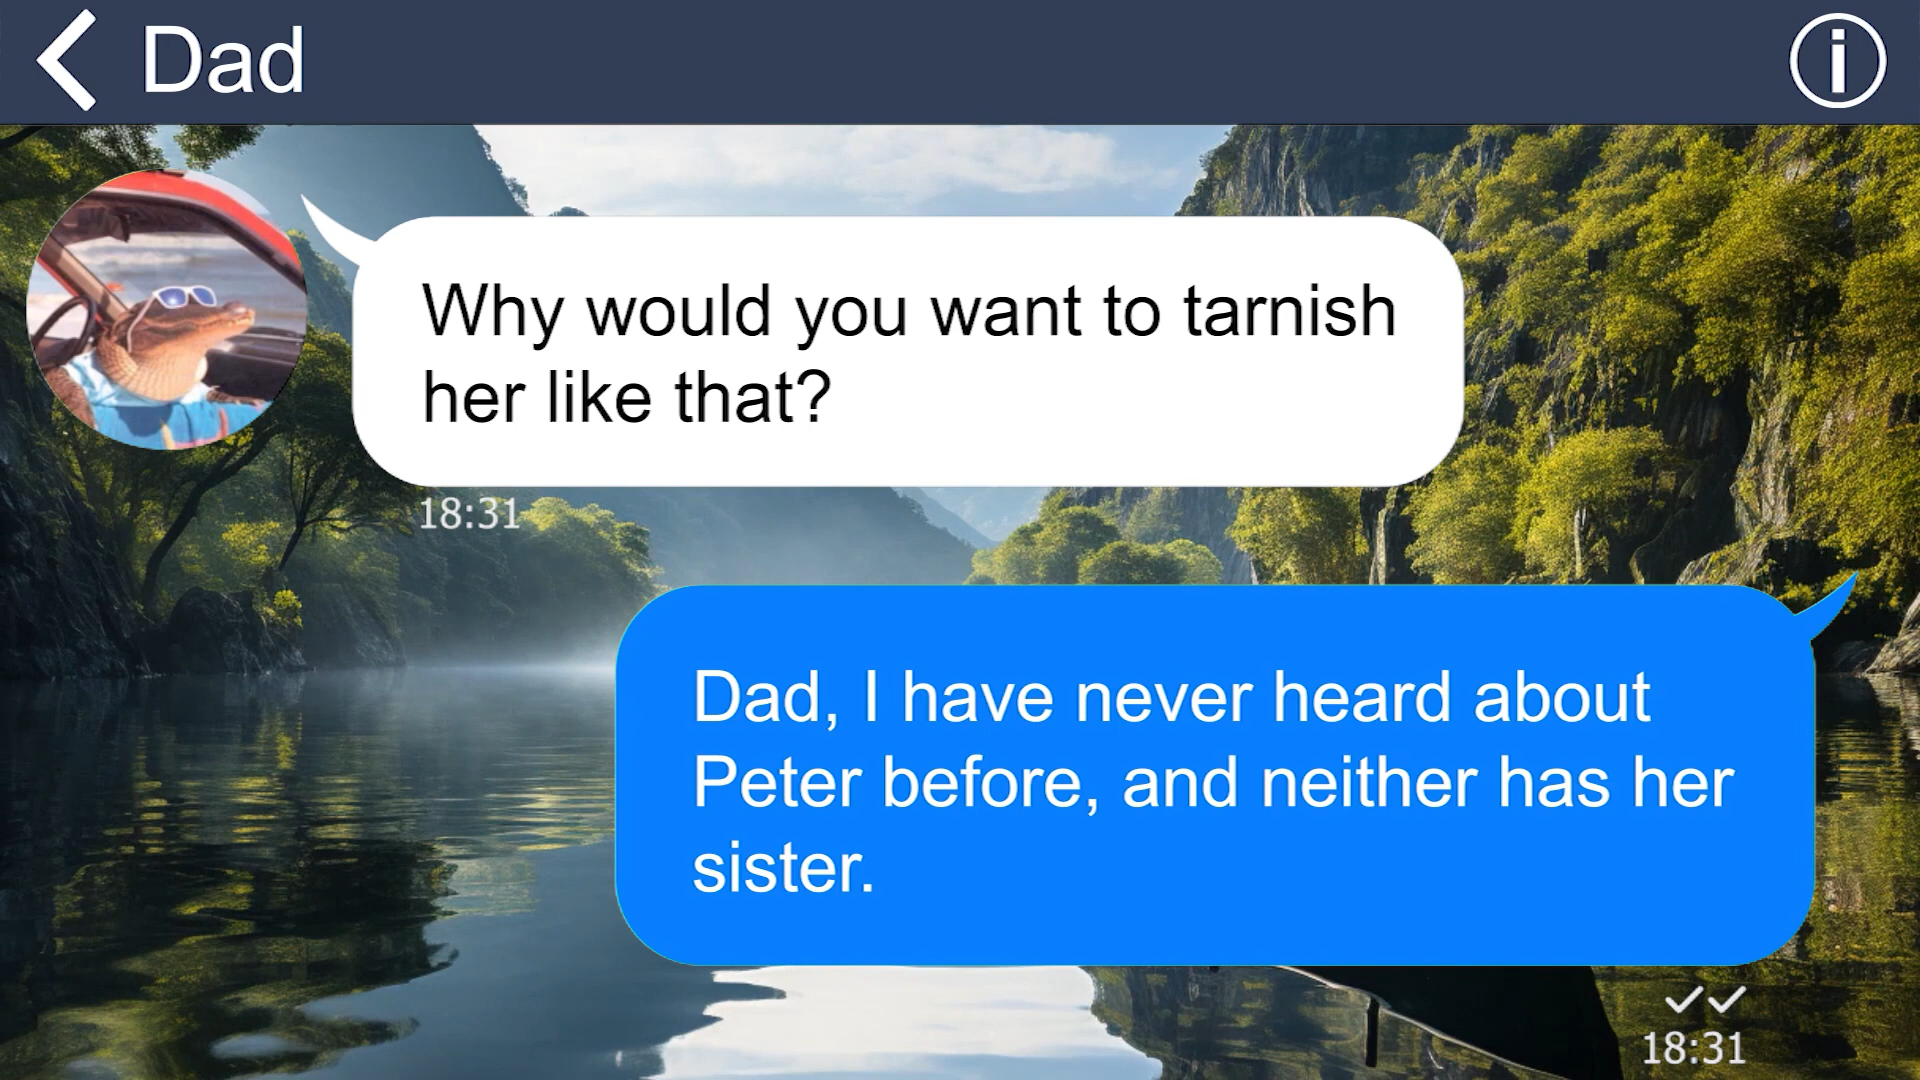 Dad
Why would you want to tarnish
her like that?
18:31
Dad, I have never heard about
Peter before, and neither has her
sister.
18:31